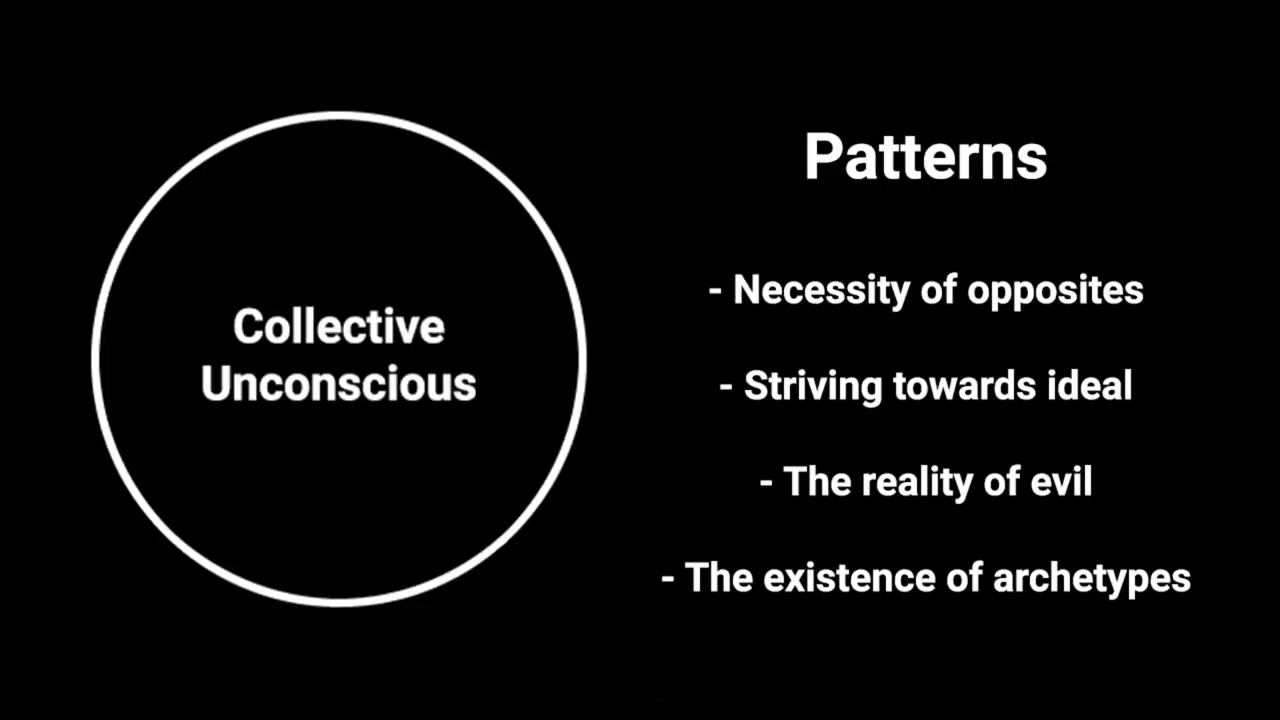 Collective
Unconscious
Patterns
- Necessity of opposites
- Striving towards ideal
- The reality of evil
- The existence of archetypes